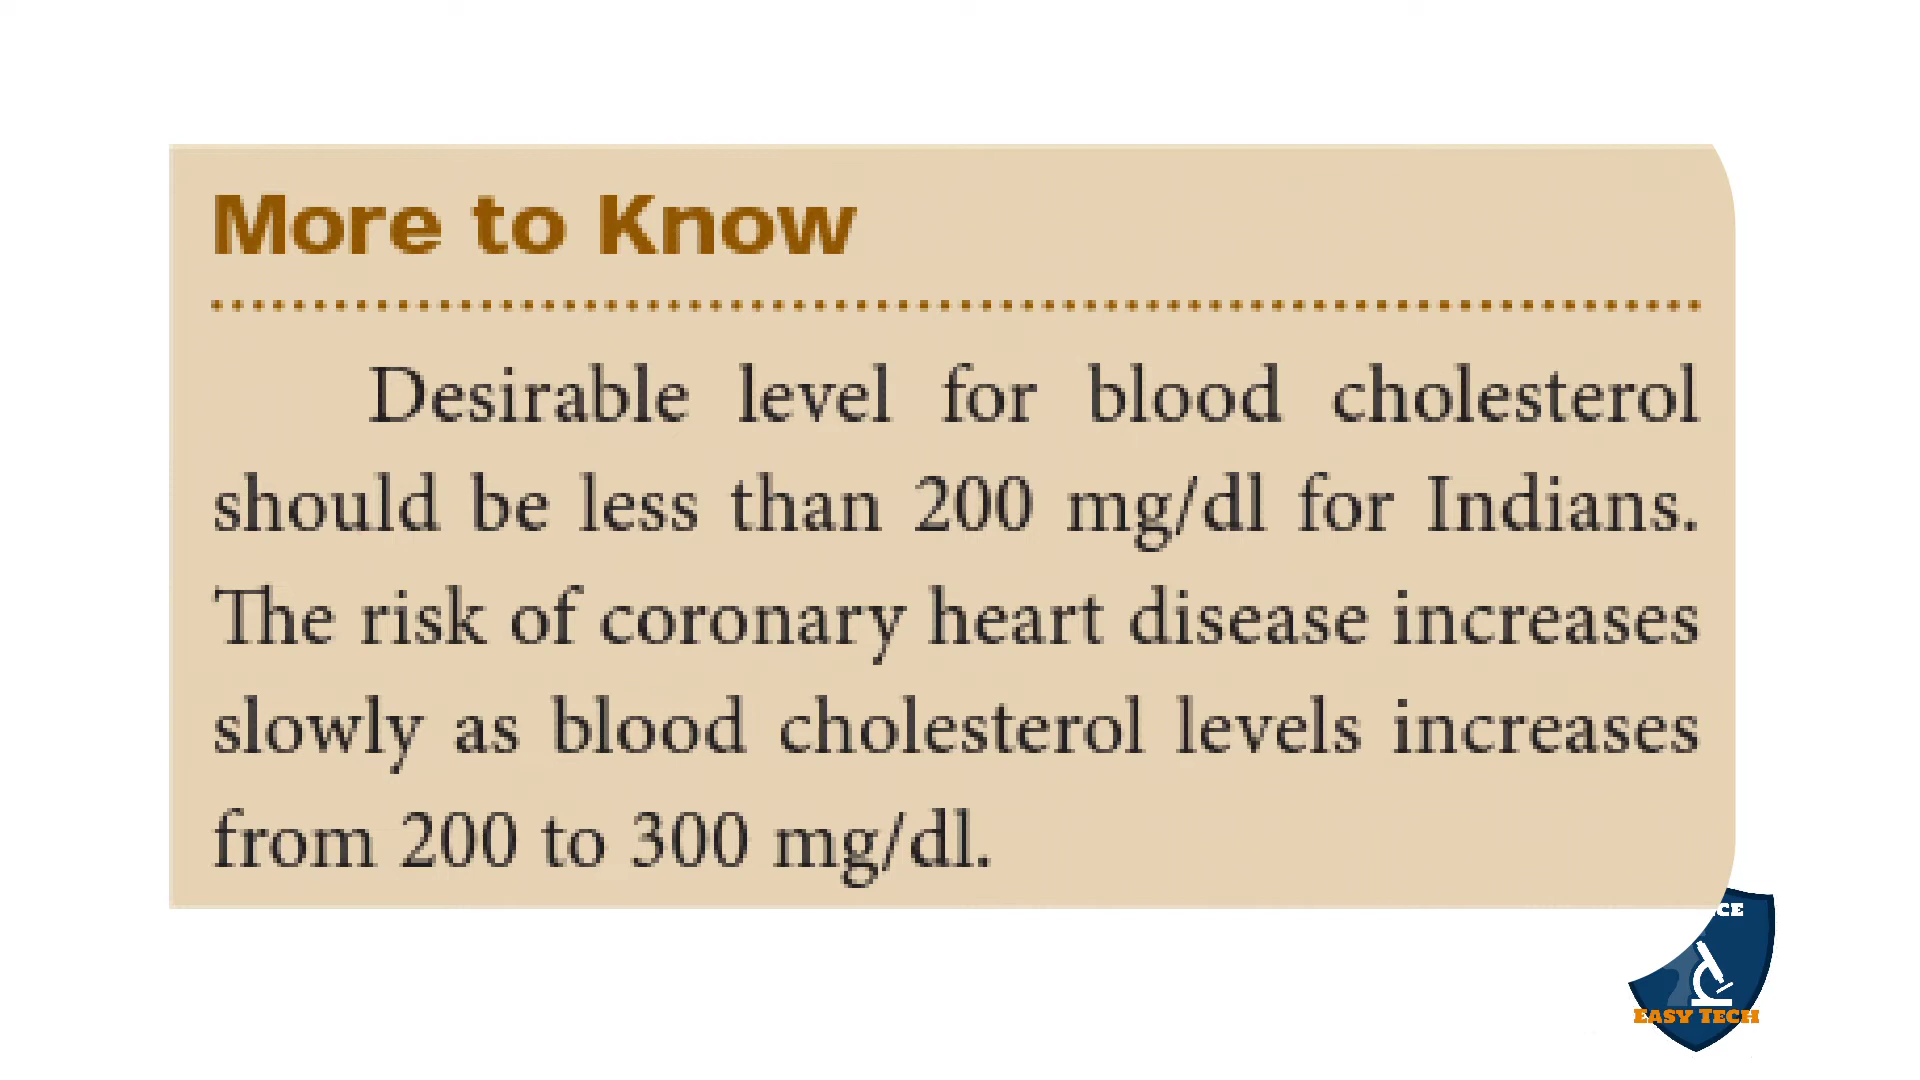 More to Know
Desirable level for blood cholesterol
should be less than 200 mg/dl for Indians.
The risk of coronary heart disease increases
slowly as blood cholesterol levels increases
from 200 to 300 mg/dl.
EASY TECH